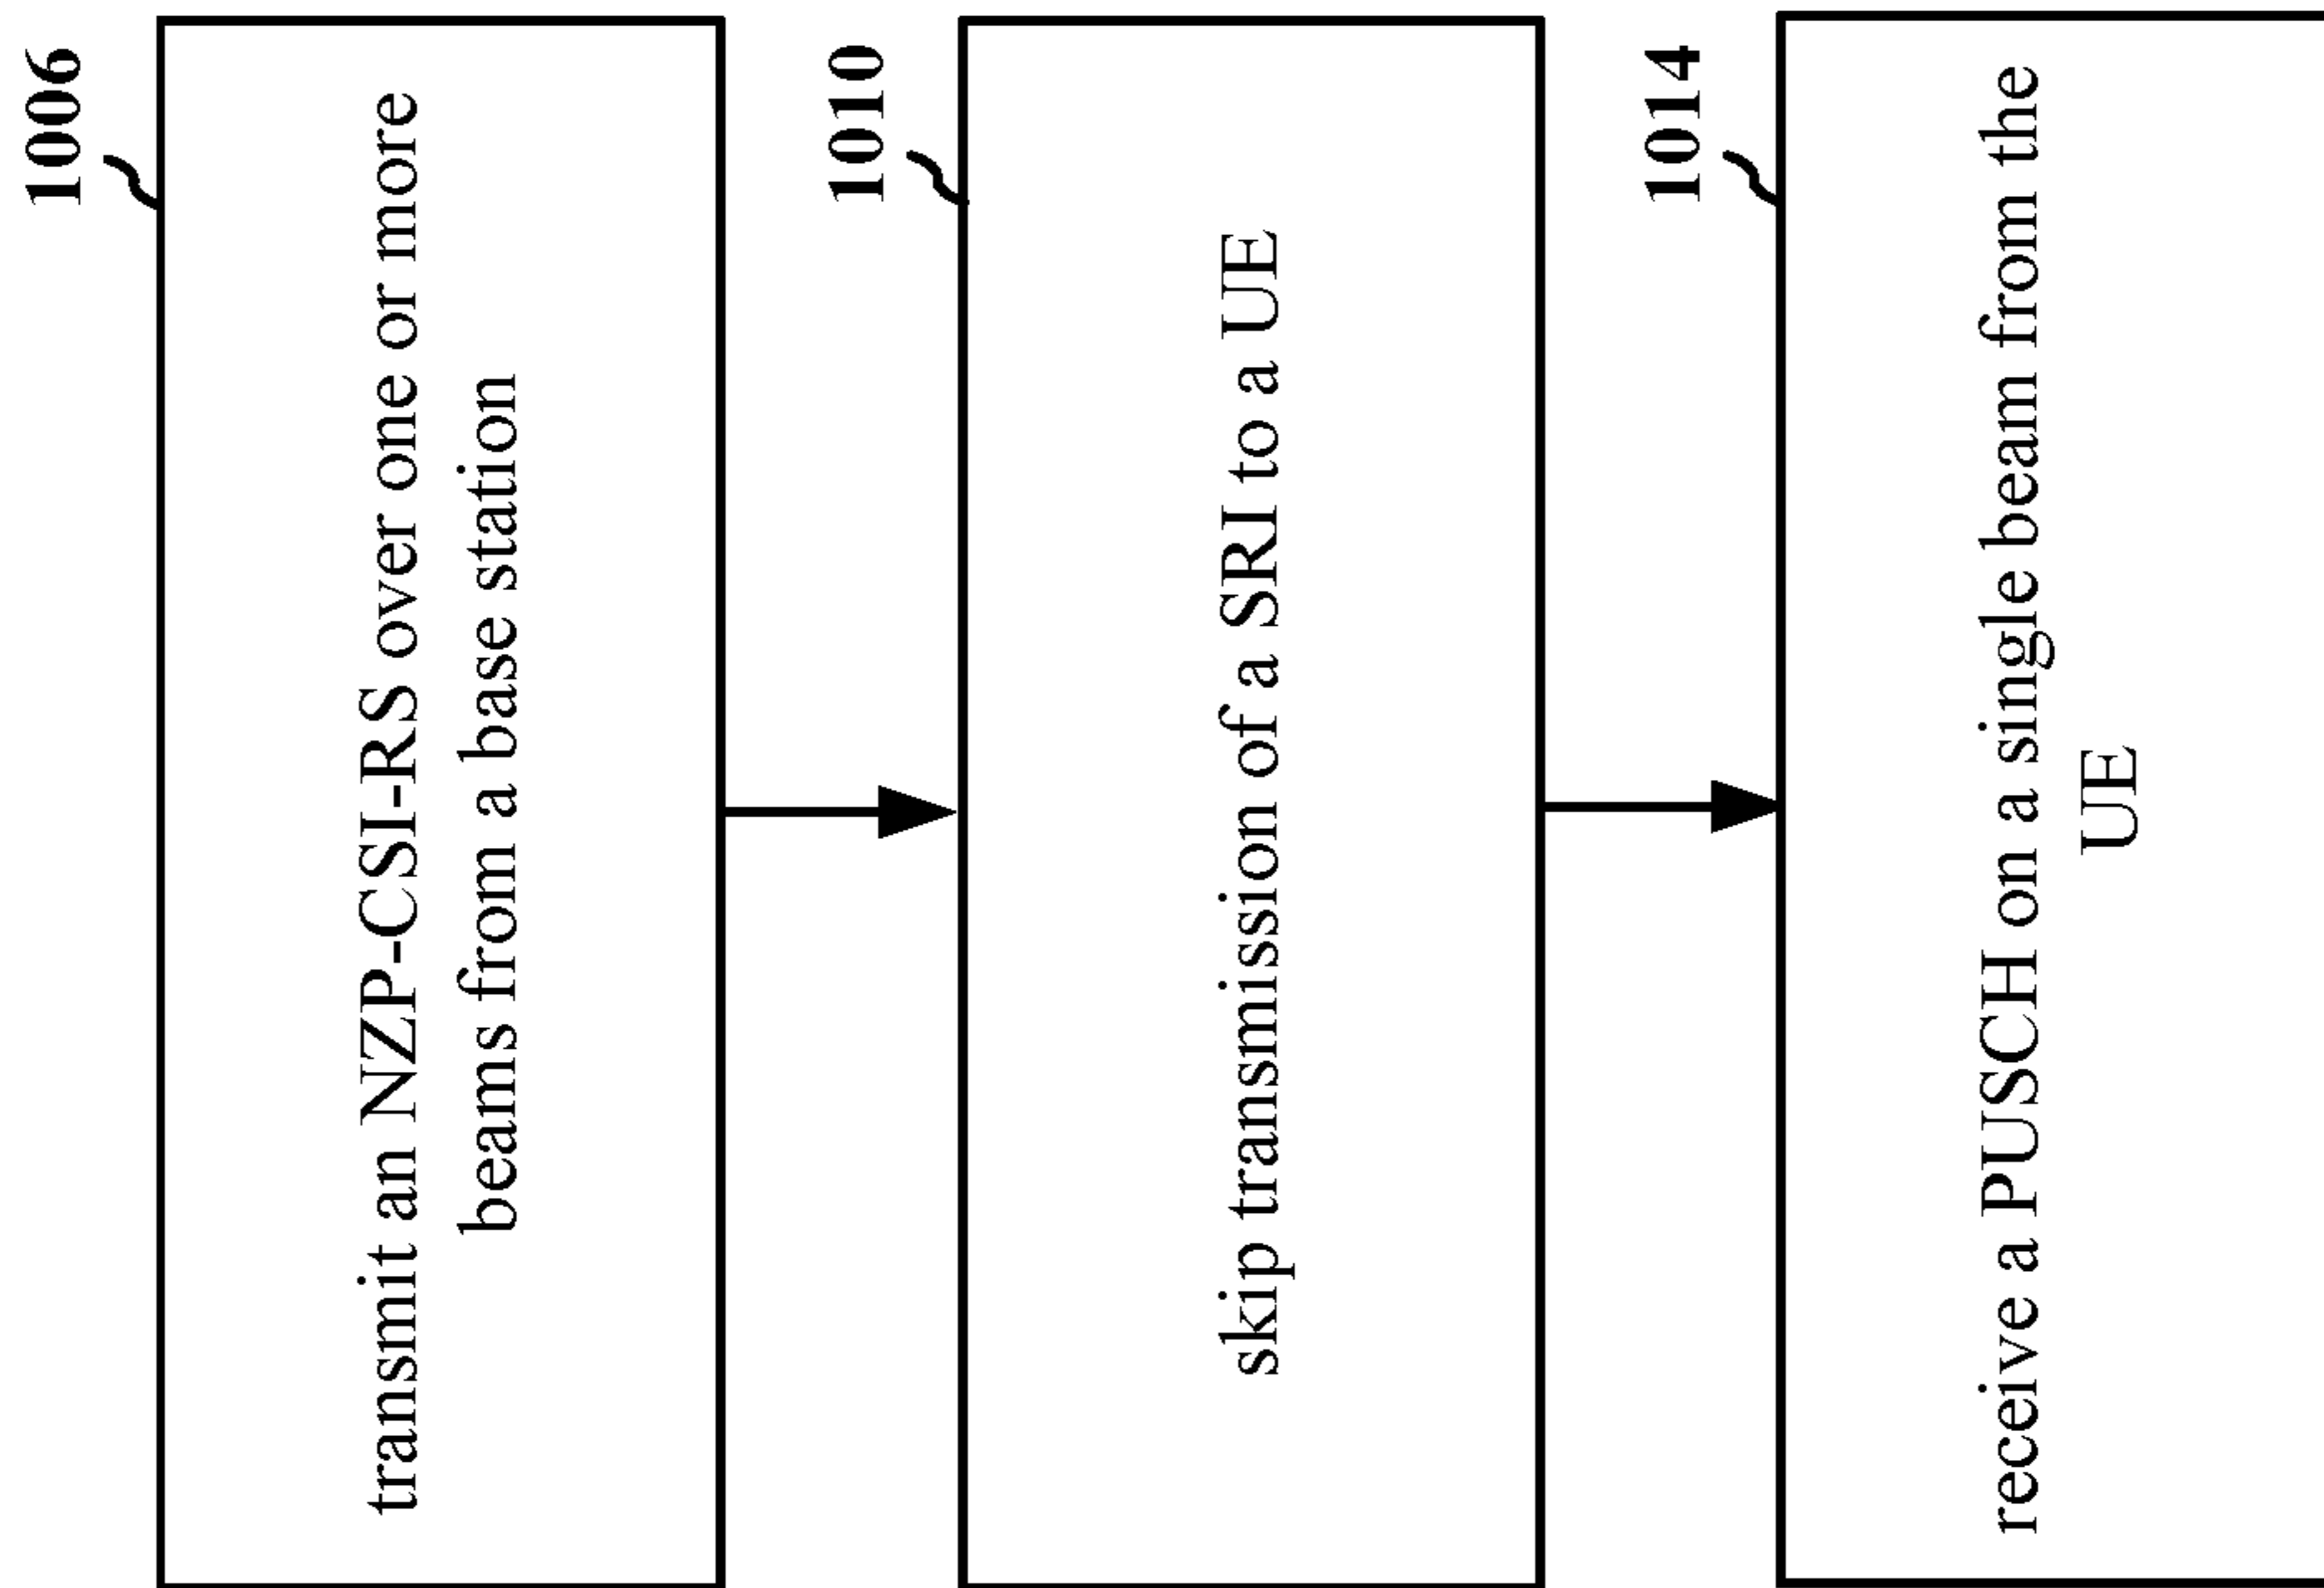 1006
transmit an NZP-CSI-RS over one or more
beams from a base station
1010
skip transmission of a SRI to a UE
1014
receive a PUSCH on a single beam from the
UE